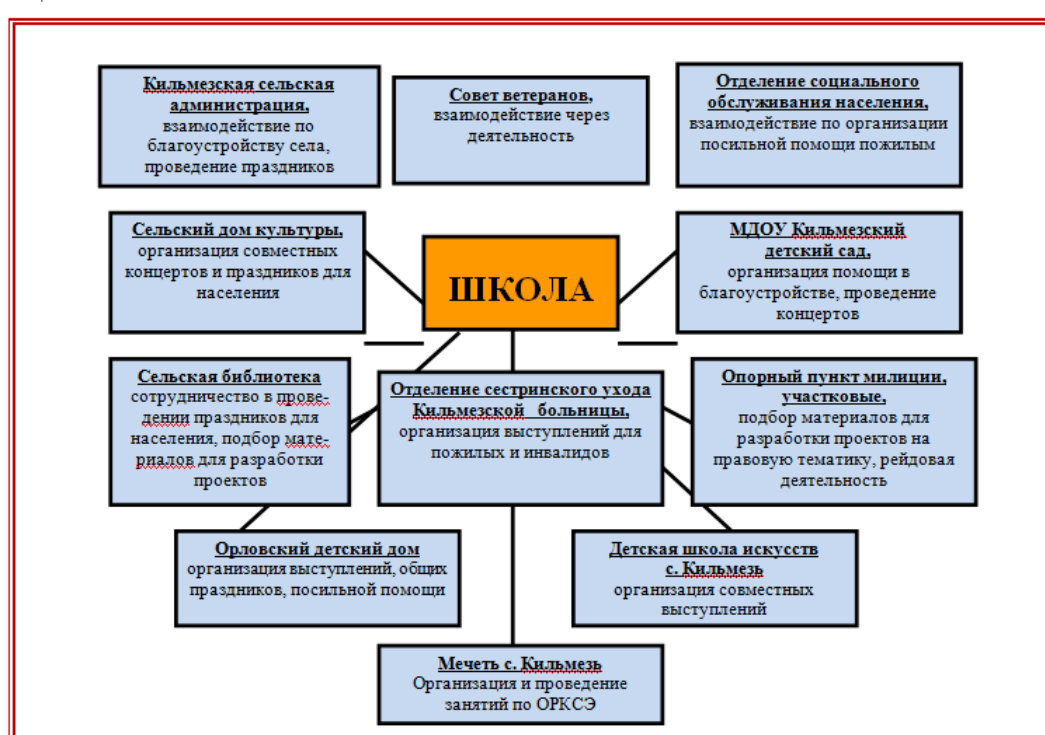 Кильмезская сельская
администрация,
взаимодействие по
благоустройству села,
проведение праздников
Совет ветеранов,
взаимодействие через
деятельность
Отделение социального
обслуживания населения,
взаимодействие по организации
посильной помощи пожилым
Сельский дом культуры,
организация совместных
концертов и праздников для
населения
ШКОЛА
МДОУ Кильмезский
детский сад,
организация помощи в
благоустройстве, проведение
концертов
Сельская библиотека
сотрудничество в прове-
дении праздников для
населения, подбор мате-
риалов для разработки
проектов
Отделение сестринского ухода
Кильмезской больницы,
организация выступлений для
пожилых и инвалидов
Опорный пункт милиции,
участковые,
подбор материалов для
разработки проектов на
правовую тематику, рейдовая
деятельность
Орловский детский дом
организация выступлений, общих
праздников, посильной помощи
Детская школа искусств
с. Кильмезь
организация совместных
выступлений
Мечеть с. Кильмезь
Организация и проведение
занятий по ОРКСЭ